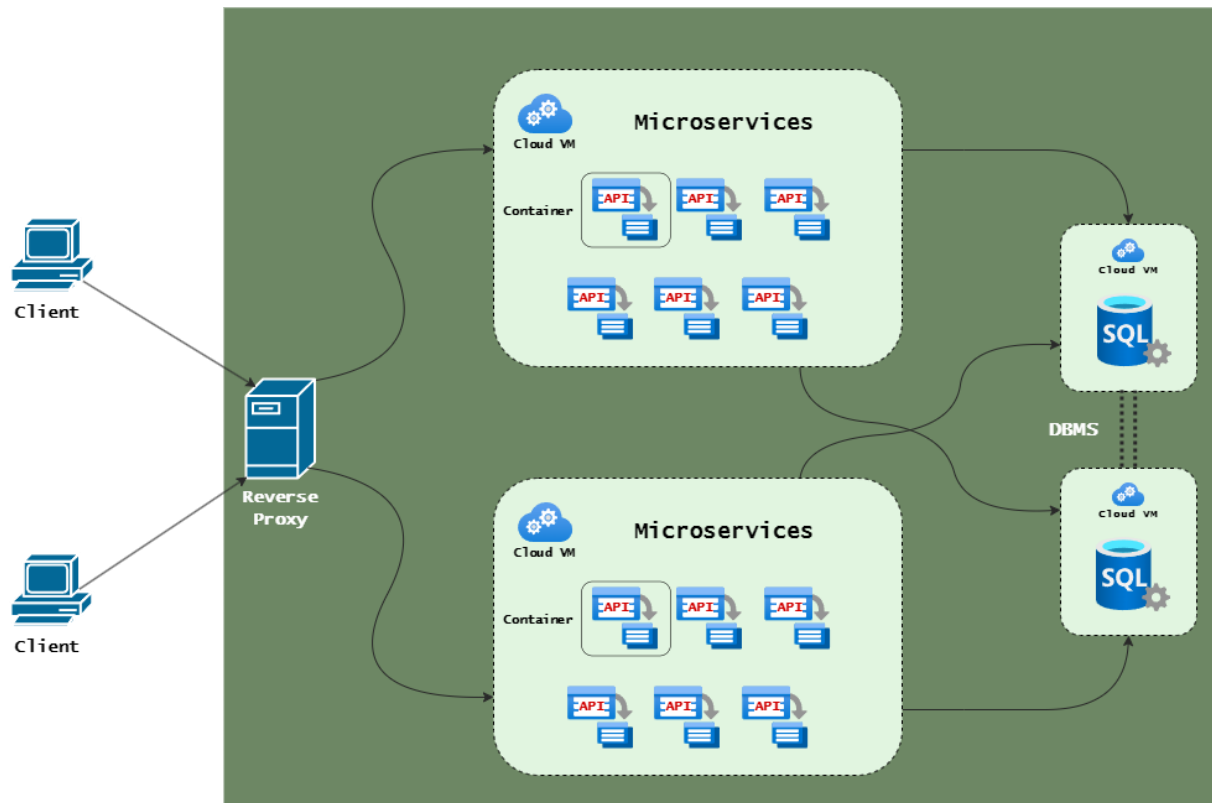 Microservices
Cloud VM
Container
API
API
API
API
API
API
Client
Cloud VM
SQL
DBMS
Reverse
Proxy
Cloud VM
SQL
Microservices
Cloud VM
Container
API
API
API
API
API
API
Client